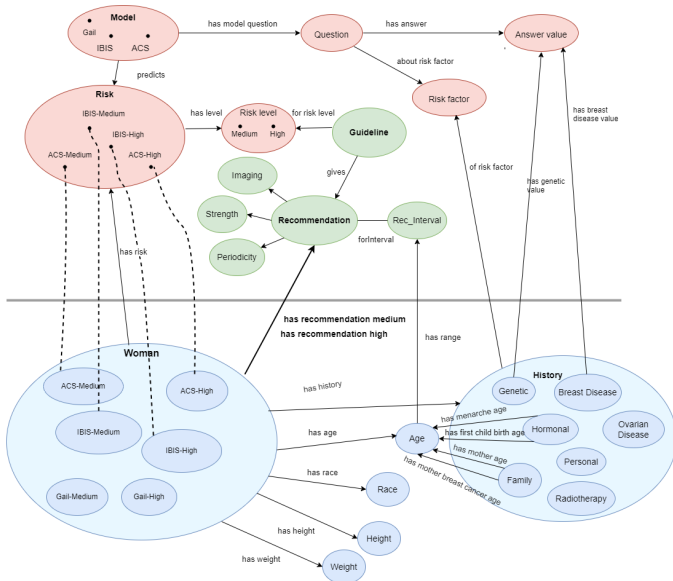 Model
Gail
IBIS
ACS
has model question
Question
has answer
Answer value
predicts
about risk factor
Risk factor
has breast
disease value
Risk
IBIS-Medium
IBIS-High
ACS-Medium
ACS-High
has level
Risk level
Medium
High
for risk level
Guideline
gives
Imaging
Strength
Recommendation
Periodicity
forInterval
Rec_Interval
of risk factor
has genetic
value
has risk
has recommendation medium
has recommendation high
has range
Woman
ACS-Medium
ACS-High
IBIS-Medium
IBIS-High
Gail-Medium
Gail-High
has history
has age
has race
has height
has weight
Age
Race
Height
Weight
History
Genetic
Breast Disease
has menarche age
Hormonal
Ovarian
Disease
has first child birth age
has mother age
Personal
Family
has mother breast cancer age
Radiotherapy